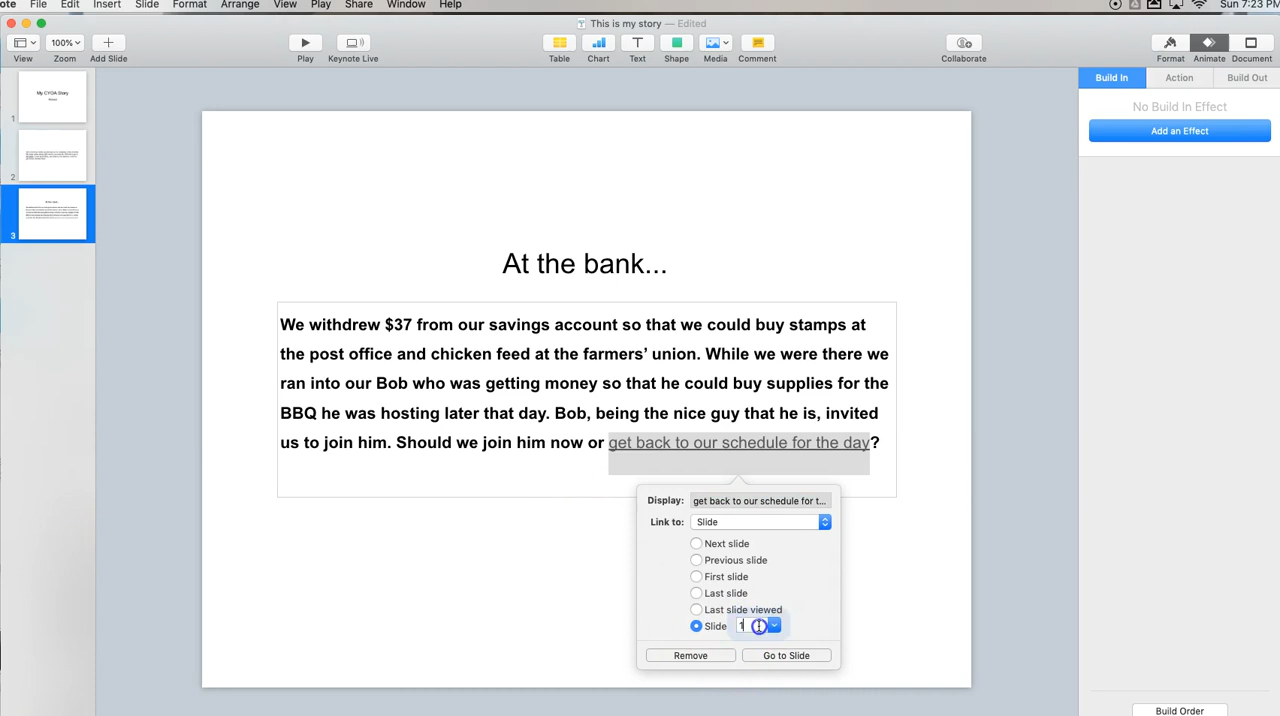 ote File Edit Insert Slide Format Arrange View Play Share Window Help Sun 7:23 PM
This is my story — Edited
100%
View Zoom Add Slide Play Keynote Live Table Chart Text Shape Media Comment Collaborate Format Animate Document
Build In Action Build Out
No Build In Effect
Add an Effect
My CYOA Story
1
2
3
At the bank...
We withdrew $37 from our savings account so that we could buy stamps at
the post office and chicken feed at the farmers’ union. While we were there we
ran into our Bob who was getting money so that he could buy supplies for the
BBQ he was hosting later that day. Bob, being the nice guy that he is, invited
us to join him. Should we join him now or get back to our schedule for the day?
Display: get back to our schedule for t...
Link to: Slide
Next slide
Previous slide
First slide
Last slide
Last slide viewed
Slide 1
Remove Go to Slide
Build Order